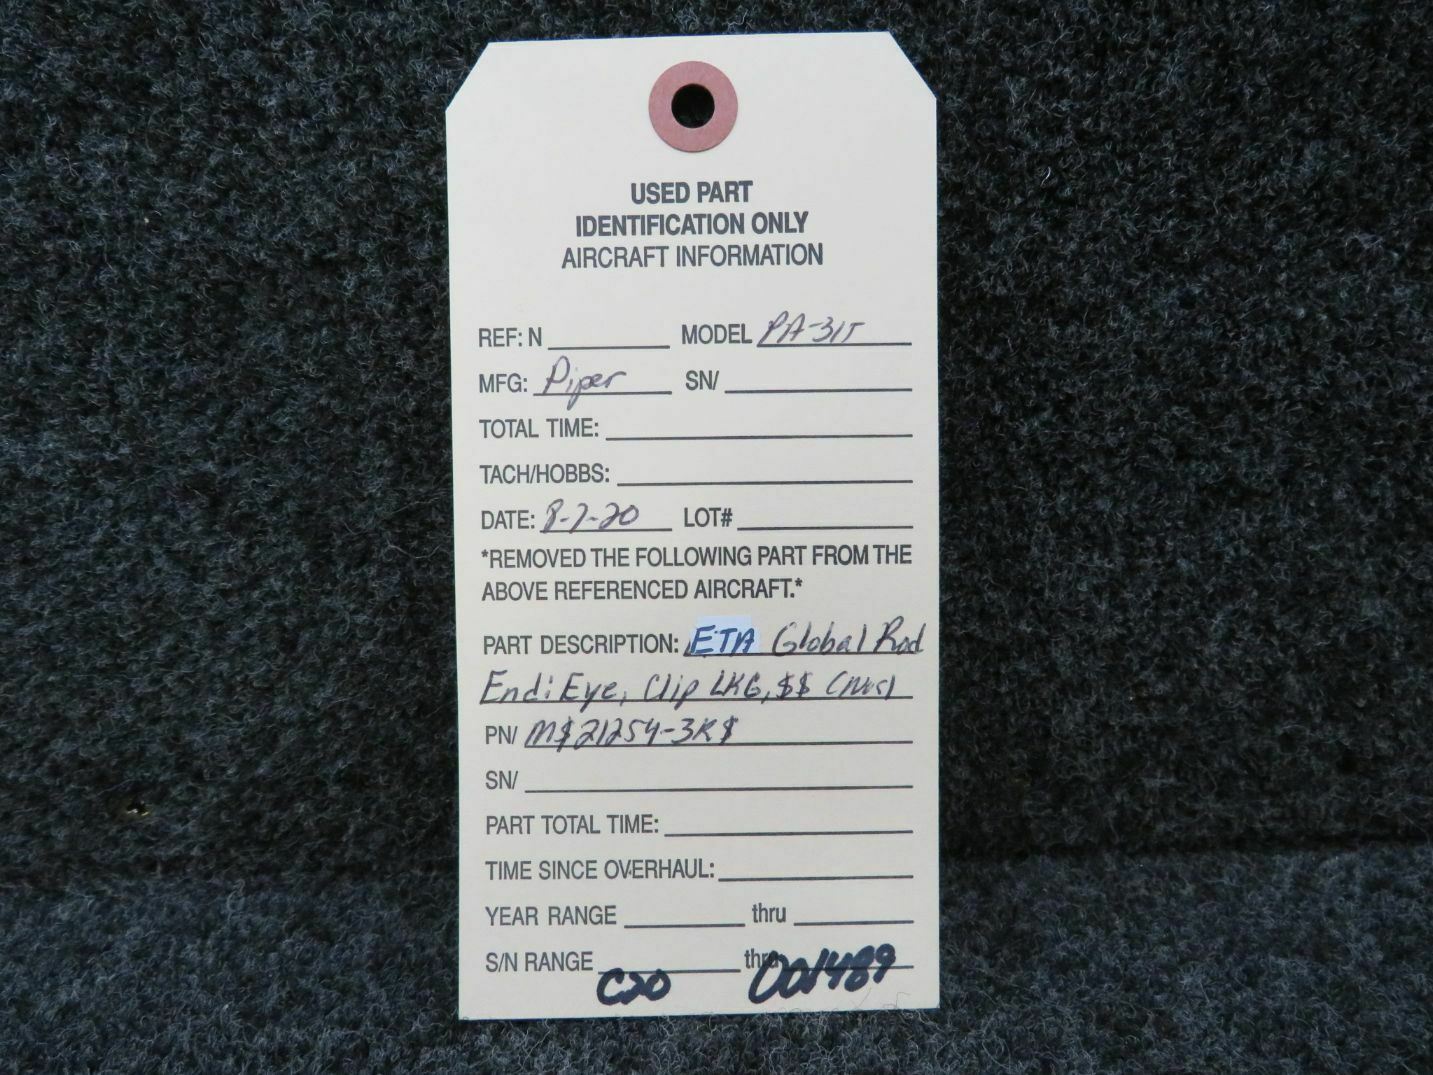 USED PART
IDENTIFICATION ONLY
AIRCRAFT INFORMATION
REF: N MODEL PA-31T
MFG: Piper SN/
TOTAL TIME:
TACH/HOBBS:
DATE: 8-7-20 LOT#
*REMOVED THE FOLLOWING PART FROM THE
ABOVE REFERENCED AIRCRAFT.*
PART DESCRIPTION: ETA Global Rod
End: Eye, Clip LKG, $$
PN/ M$21254-3R$
SN/
PART TOTAL TIME:
TIME SINCE OVERHAUL:
YEAR RANGE thru
S/N RANGE thru
C20 001489